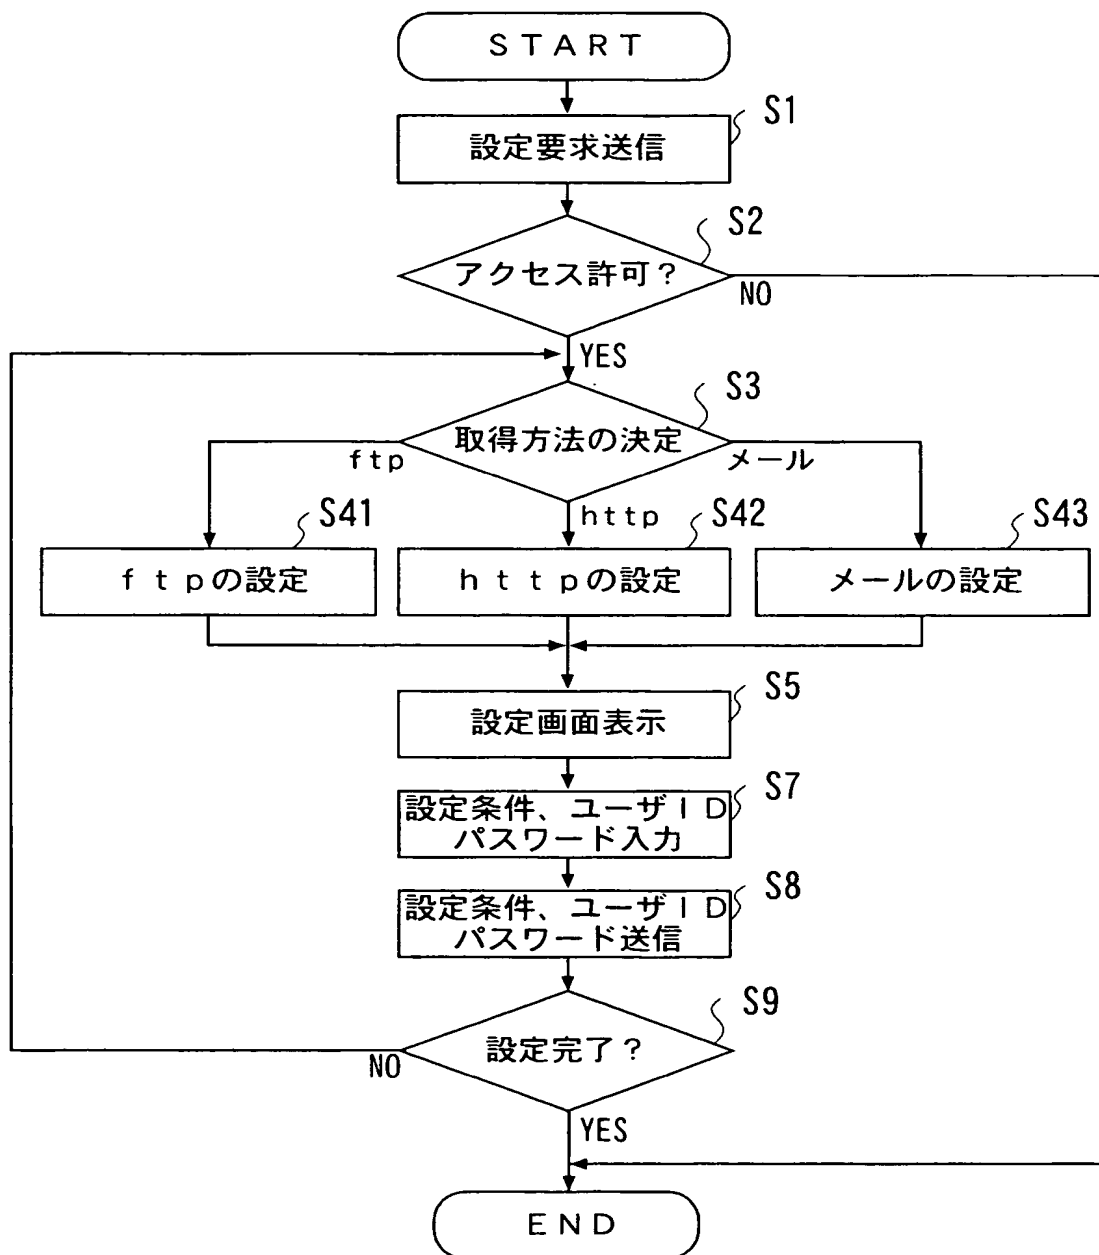 START
S1
設定要求送信
S2
アクセス許可?
NO
YES
S3
取得方法の決定
ftp
メール
http
S41
S42
S43
ftpの設定
httpの設定
メールの設定
S5
設定画面表示
S7
設定条件、ユーザID
パスワード入力
S8
設定条件、ユーザID
パスワード送信
S9
設定完了?
NO
YES
END